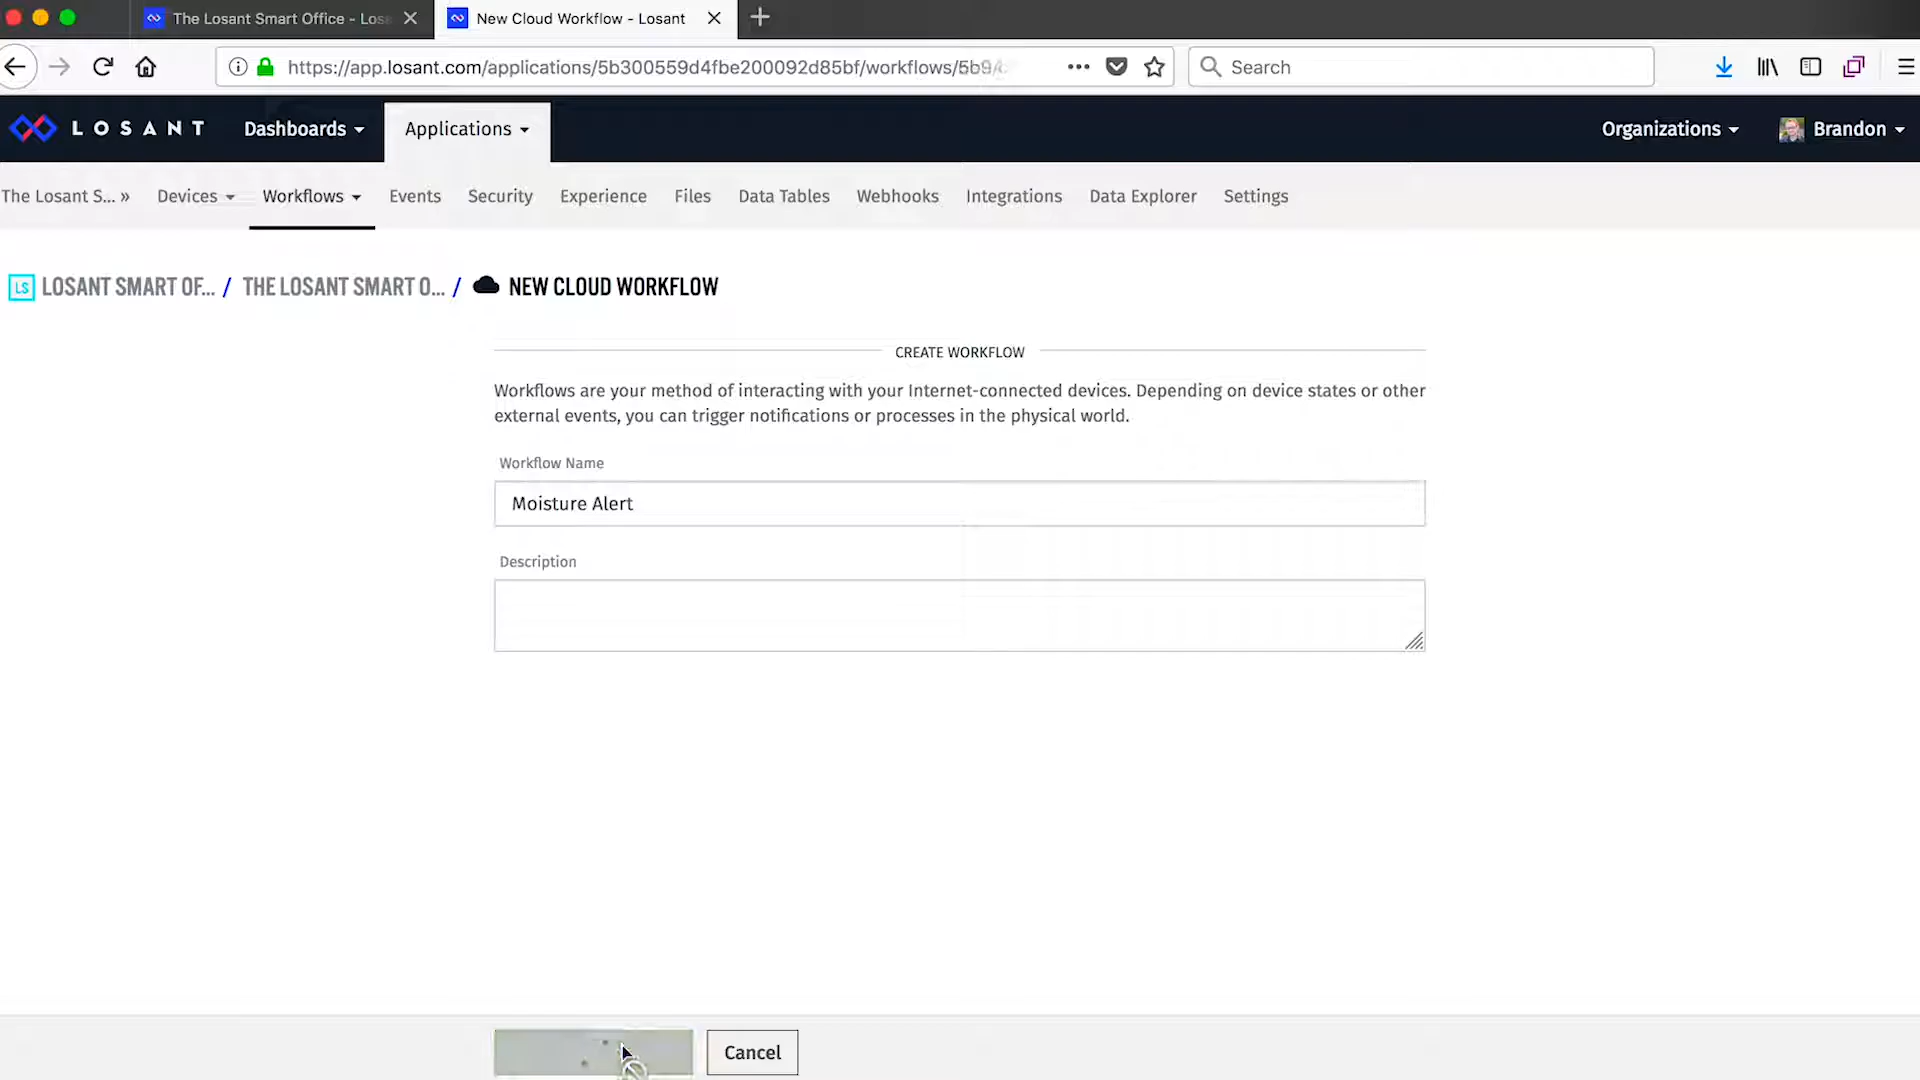 The Losant Smart Office - Los
New Cloud Workflow - Losant
https://app.losant.com/applications/5b300559d4fbe200092d85bf/workflows/5b9
Search
LOSANT
Dashboards
Applications
Organizations
Brandon
The Losant S... »
Devices
Workflows
Events
Security
Experience
Files
Data Tables
Webhooks
Integrations
Data Explorer
Settings
LS LOSANT SMART OF... / THE LOSANT SMART O... / NEW CLOUD WORKFLOW
CREATE WORKFLOW
Workflows are your method of interacting with your Internet-connected devices. Depending on device states or other
external events, you can trigger notifications or processes in the physical world.
Workflow Name
Moisture Alert
Description
Cancel